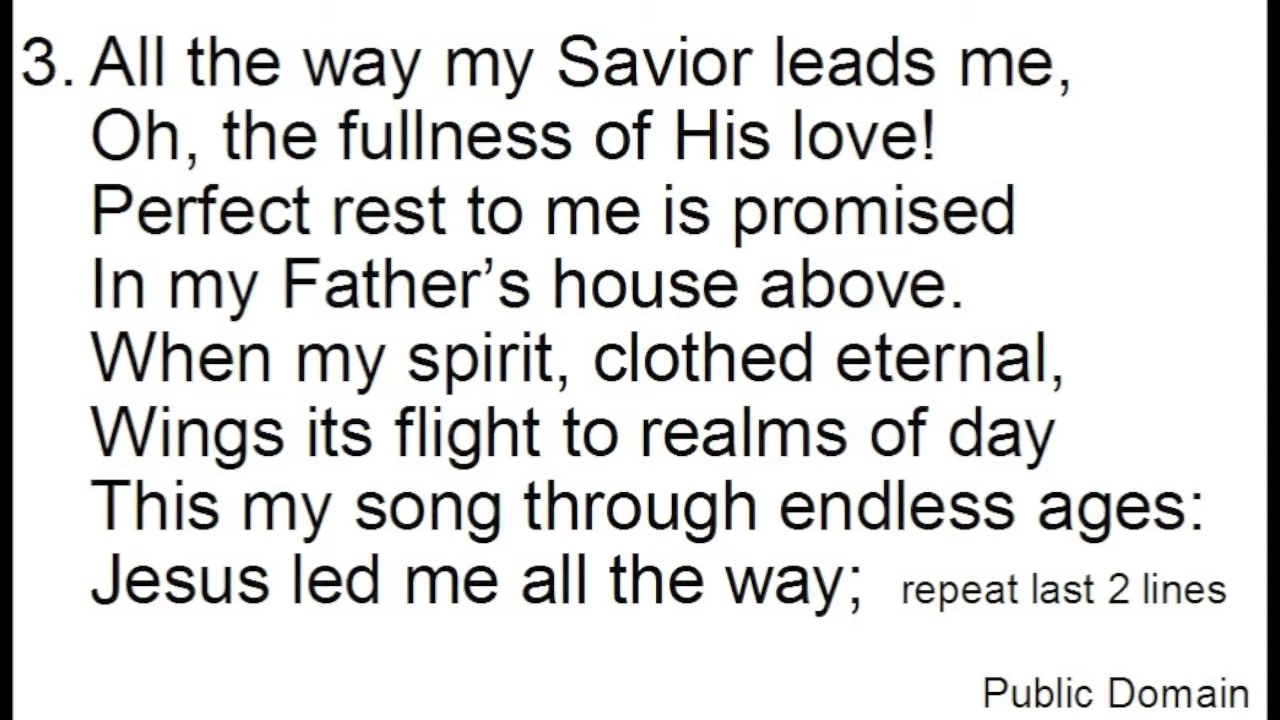 3. All the way my Savior leads me,
Oh, the fullness of His love!
Perfect rest to me is promised
In my Father’s house above.
When my spirit, clothed eternal,
Wings its flight to realms of day
This my song through endless ages:
Jesus led me all the way; repeat last 2 lines
Public Domain